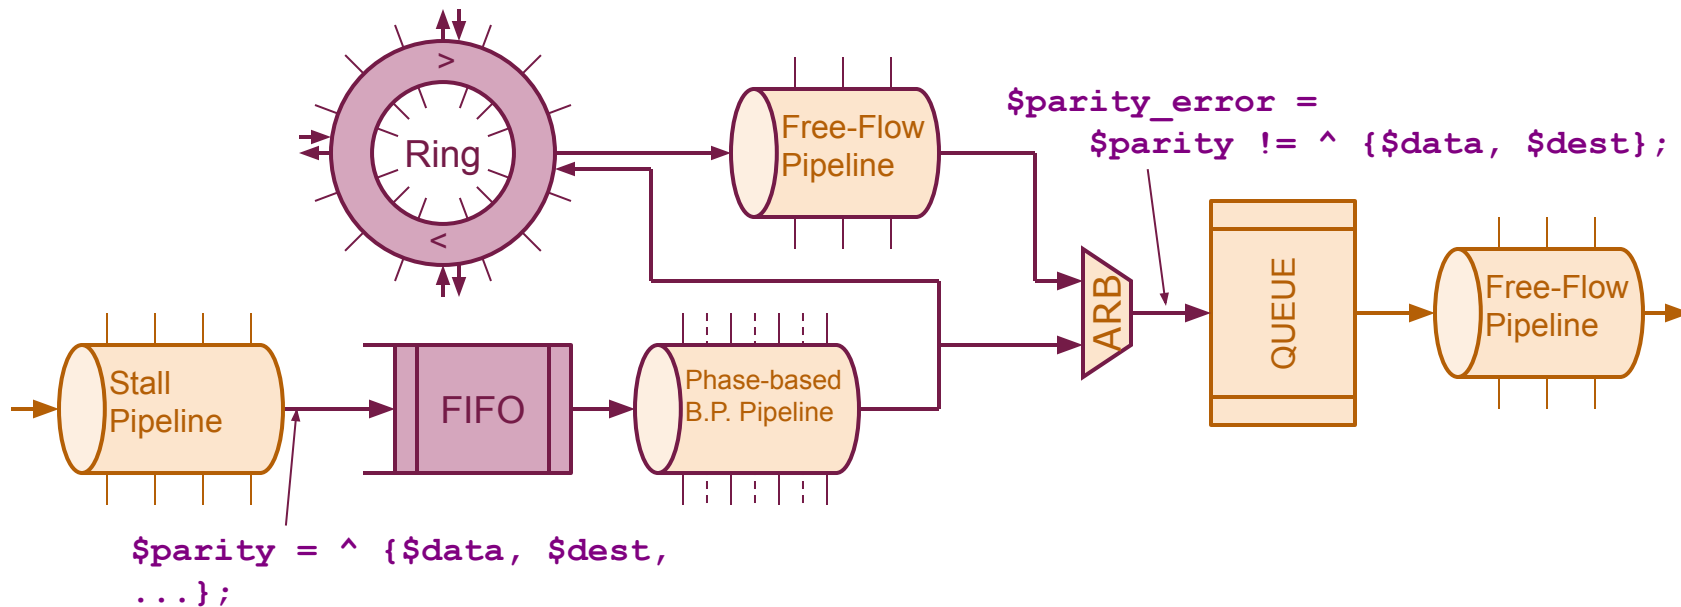 >
Ring
<
Free-Flow
Pipeline
$parity_error =
$parity != ^ {$data, $dest};
ARB
QUEUE
Free-Flow
Pipeline
Stall
Pipeline
FIFO
Phase-based
B.P. Pipeline
$parity = ^ {$data, $dest,
...};